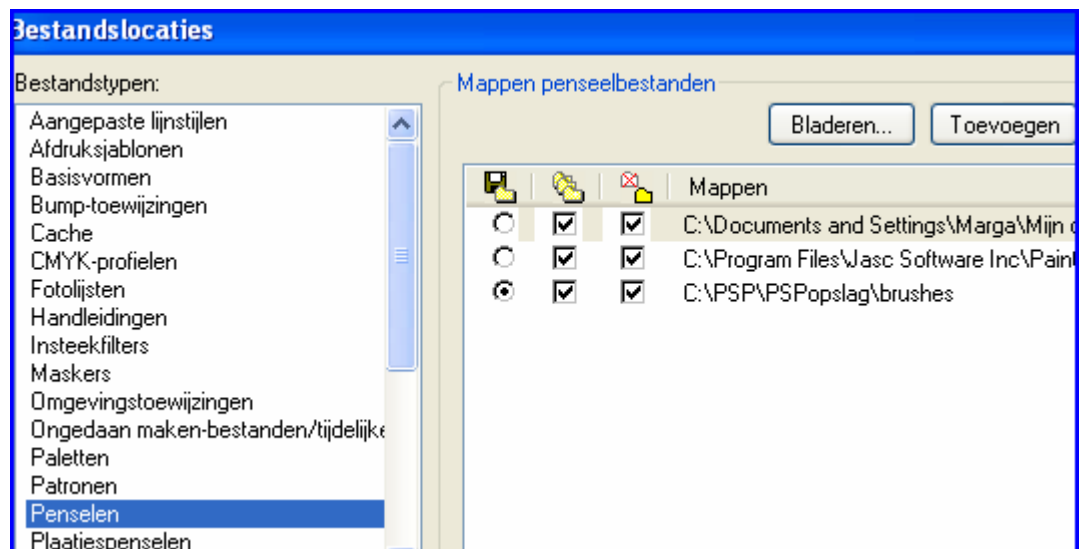 Bestandslocaties
Bestandstypen:
Aangepaste lijnstijlen
Afdruksjablonen
Basisvormen
Bump-toewijzingen
Cache
CMYK-profielen
Fotolijsten
Handleidingen
Insteekfilters
Maskers
Omgevingstoewijzingen
Ongedaan maken-bestanden/tijdelijke
Paletten
Patronen
Penselen
Plaatjespenselen
Mappen penseelbestanden
Bladeren... Toevoegen
Mappen
C:\Documents and Settings\Marga\Mijn
C:\Program Files\Jasc Software Inc\Paint
C:\PSP\PSPopslag\brushes